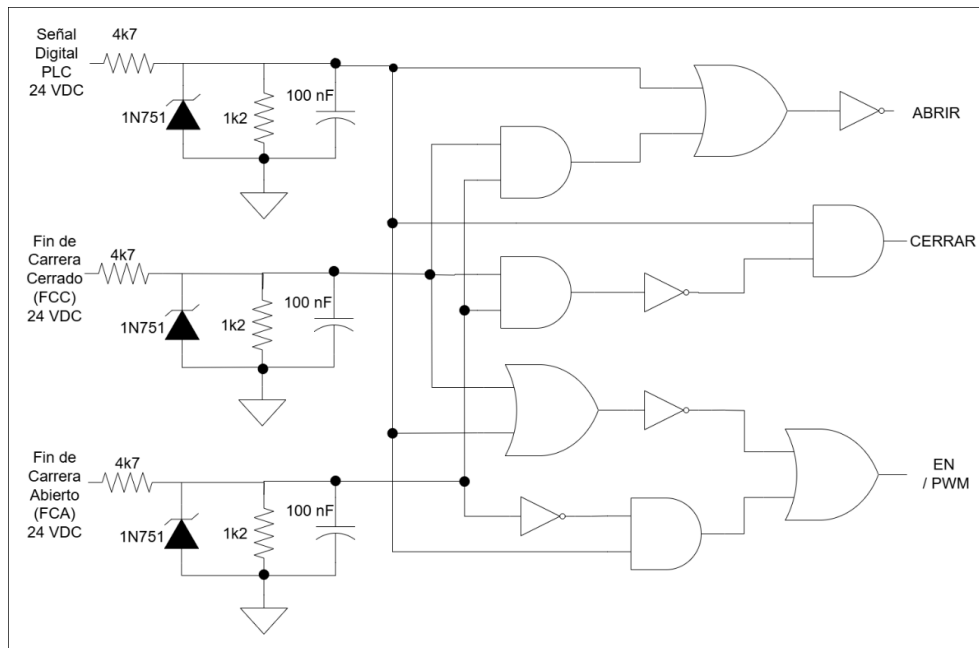 Señal
Digital
PLC
24 VDC
4k7
1N751
1k2
100 nF
ABRIR
Fin de
Carrera
Cerrado
(FCC)
24 VDC
4k7
1N751
1k2
100 nF
CERRAR
Fin de
Carrera
Abierto
(FCA)
24 VDC
4k7
1N751
1k2
100 nF
EN
/ PWM